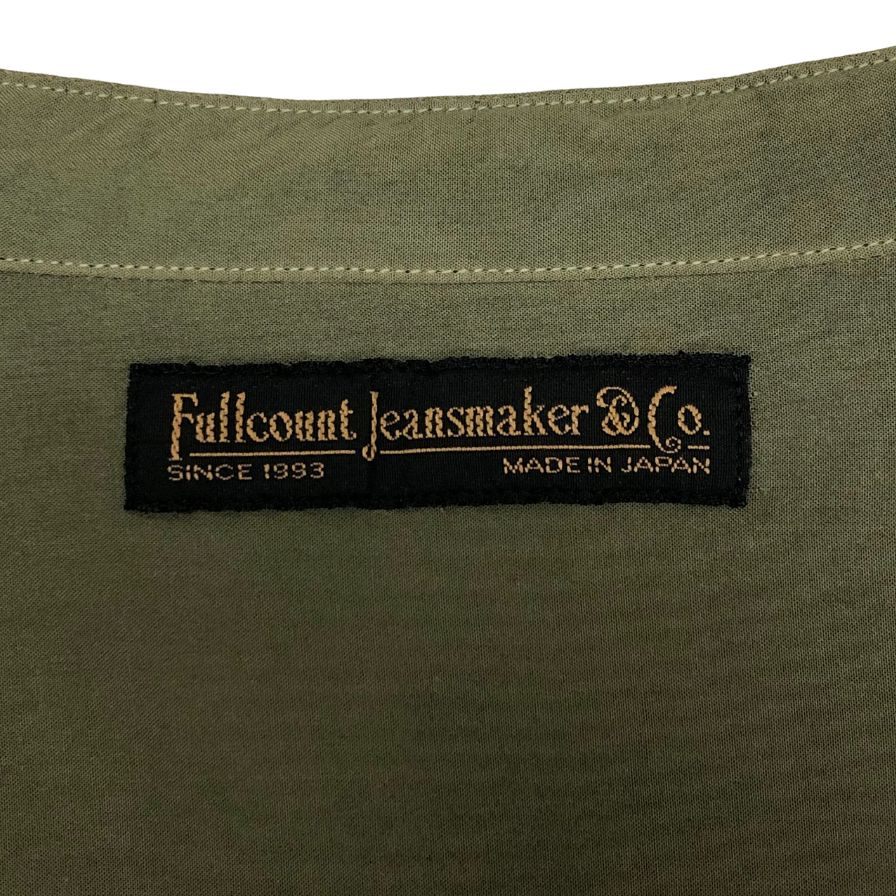 Fullcount Jeansmaker & Co.
SINCE 1993 MADE IN JAPAN